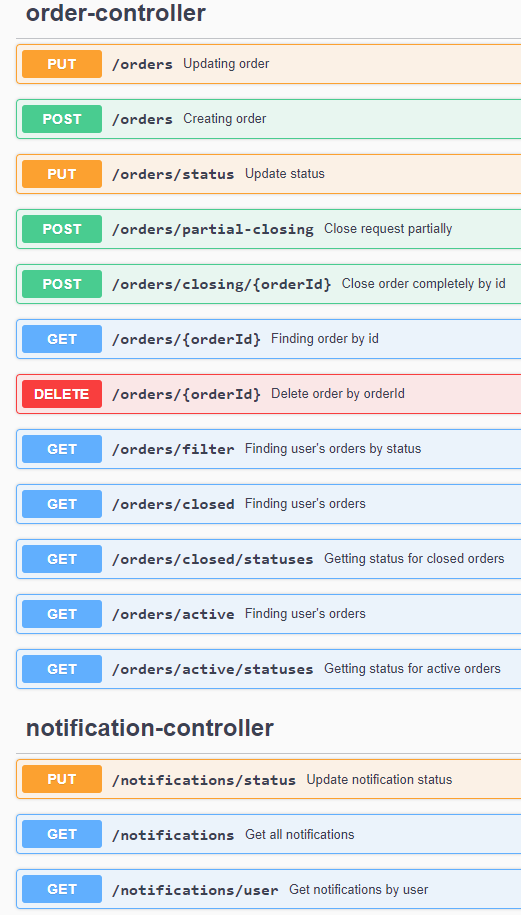 order-controller
PUT /orders Updating order
POST /orders Creating order
PUT /orders/status Update status
POST /orders/partial-closing Close request partially
POST /orders/closing/{orderId} Close order completely by id
GET /orders/{orderId} Finding order by id
DELETE /orders/{orderId} Delete order by orderId
GET /orders/filter Finding user's orders by status
GET /orders/closed Finding user's orders
GET /orders/closed/statuses Getting status for closed orders
GET /orders/active Finding user's orders
GET /orders/active/statuses Getting status for active orders
notification-controller
PUT /notifications/status Update notification status
GET /notifications Get all notifications
GET /notifications/user Get notifications by user